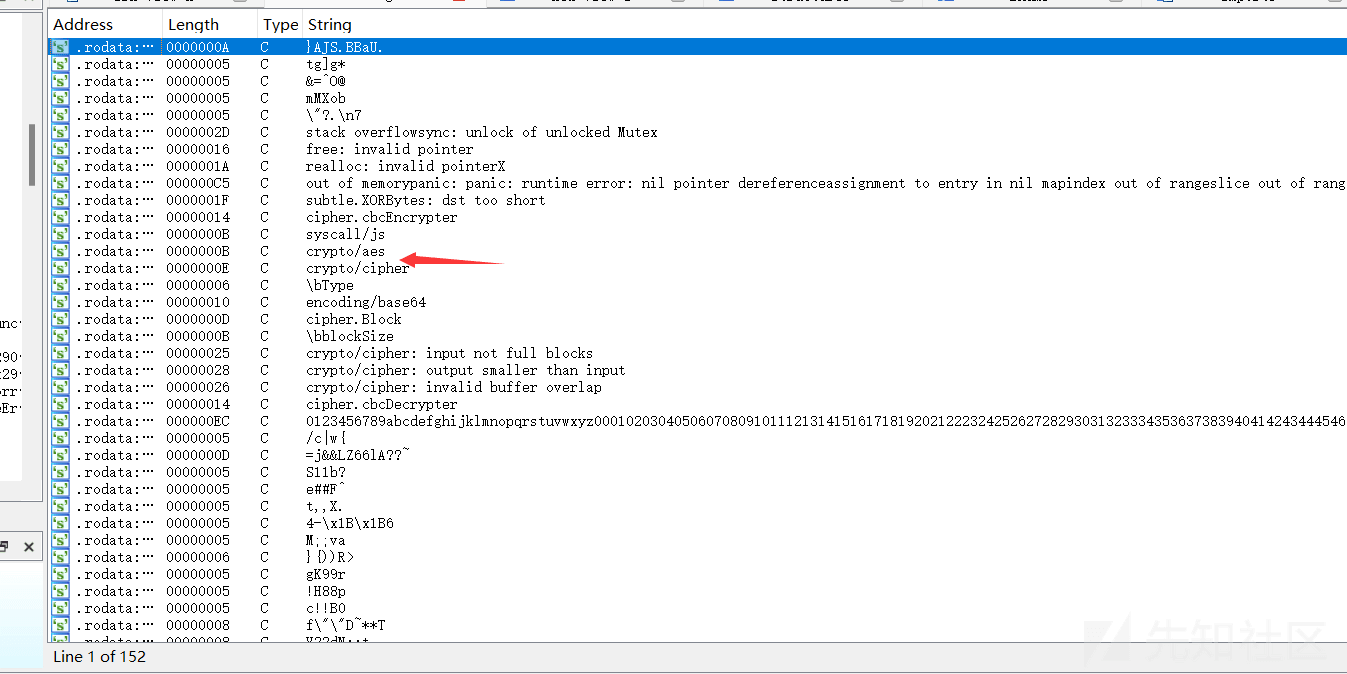 Address Length Type String
.rodata:… 0000000A C }AJS.BBaU.
.rodata:… 00000005 C tg]g*
.rodata:… 00000005 C &=^O@
.rodata:… 00000005 C mMXob
.rodata:… 00000005 C \"?.\n7
.rodata:… 0000002D C stack overflowsync: unlock of unlocked Mutex
.rodata:… 00000016 C free: invalid pointer
.rodata:… 0000001A C realloc: invalid pointerX
.rodata:… 000000C5 C out of memorypanic: panic: runtime error: nil pointer dereferenceassignment to entry in nil mapindex out of rangeslice out of rang
.rodata:… 0000001F C subtle.XORBytes: dst too short
.rodata:… 00000014 C cipher.cbcEncrypter
.rodata:… 0000000B C syscall/js
.rodata:… 0000000B C crypto/aes
.rodata:… 0000000E C crypto/cipher
.rodata:… 00000006 C \bType
.rodata:… 00000010 C encoding/base64
.rodata:… 0000000D C cipher.Block
.rodata:… 0000000B C \bblockSize
.rodata:… 00000025 C crypto/cipher: input not full blocks
.rodata:… 00000028 C crypto/cipher: output smaller than input
.rodata:… 00000026 C crypto/cipher: invalid buffer overlap
.rodata:… 00000014 C cipher.cbcDecrypter
.rodata:… 000000EC C 0123456789abcdefghijklmnopqrstuvwxyz0001020304050607080910111213141516171819202122232425262728293031323334353637383940414243444546
.rodata:… 00000005 C /c|w{
.rodata:… 0000000D C =j&&LZ66lA??~
.rodata:… 00000005 C S11b?
.rodata:… 00000005 C e##F^
.rodata:… 00000005 C t,,X.
.rodata:… 00000005 C 4-\x1B\x1B6
.rodata:… 00000005 C M;;va
.rodata:… 00000006 C }{))R>
.rodata:… 00000005 C gK99r
.rodata:… 00000005 C !H88p
.rodata:… 00000005 C c!!B0
.rodata:… 00000008 C f\"\"D~**T
Line 1 of 152
先知社区